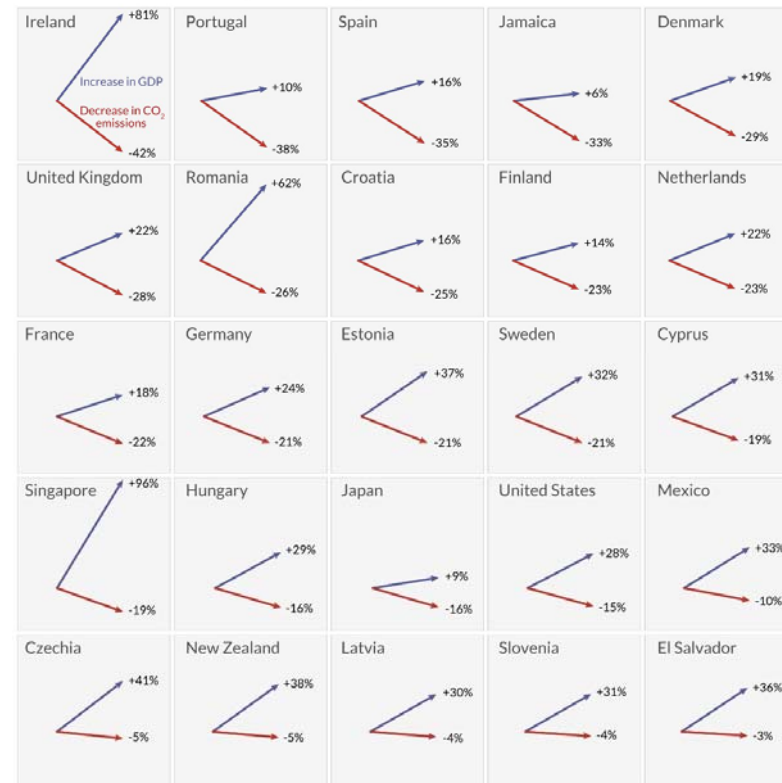 Ireland
+81%
Increase in GDP
Decrease in CO₂
emissions
-42%
Portugal
+10%
-38%
Spain
+16%
-35%
Jamaica
+6%
-33%
Denmark
+19%
-29%
United Kingdom
+22%
-28%
Romania
+62%
-26%
Croatia
+16%
-25%
Finland
+14%
-23%
Netherlands
+22%
-23%
France
+18%
-22%
Germany
+24%
-21%
Estonia
+37%
-21%
Sweden
+32%
-21%
Cyprus
+31%
-19%
Singapore
+96%
-19%
Hungary
+29%
-16%
Japan
+9%
-16%
United States
+28%
-15%
Mexico
+33%
-10%
Czechia
+41%
-5%
New Zealand
+38%
-5%
Latvia
+30%
-4%
Slovenia
+31%
-4%
El Salvador
+36%
-3%